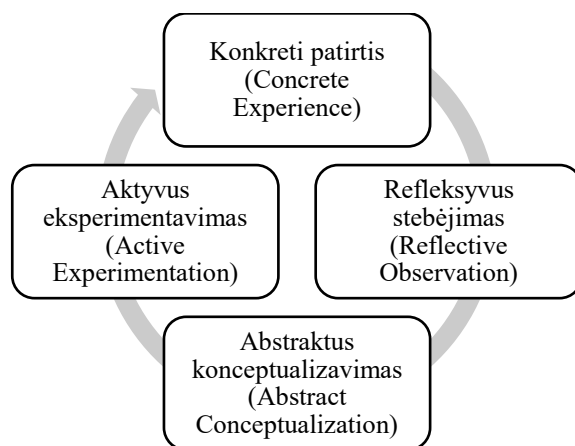 Konkreti patirtis
(Concrete
Experience)
Refleksyvus
stebėjimas
(Reflective
Observation)
Abstraktus
konceptualizavimas
(Abstract
Conceptualization)
Aktyvus
eksperimentavimas
(Active
Experimentation)